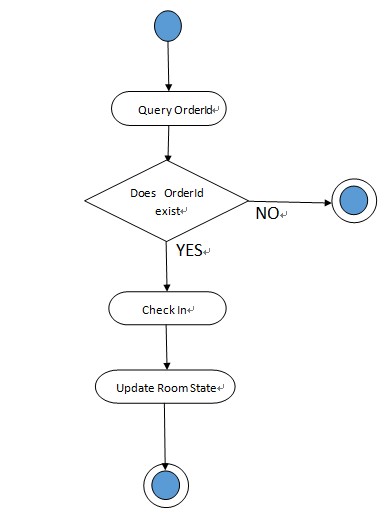 Query OrderId
Does OrderId
exist
NO
YES
Check In
Update Room State